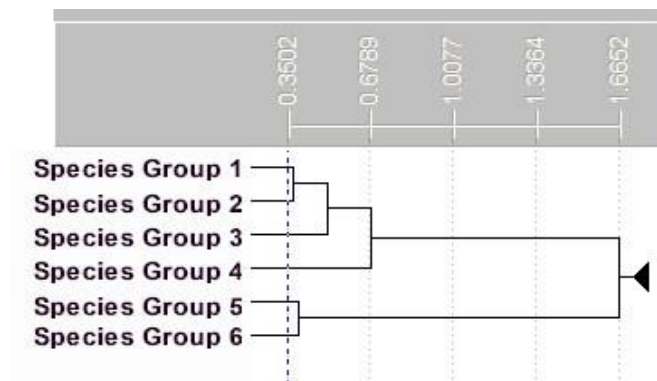 0.3502
0.6789
1.0077
1.3364
1.6652
Species Group 1
Species Group 2
Species Group 3
Species Group 4
Species Group 5
Species Group 6